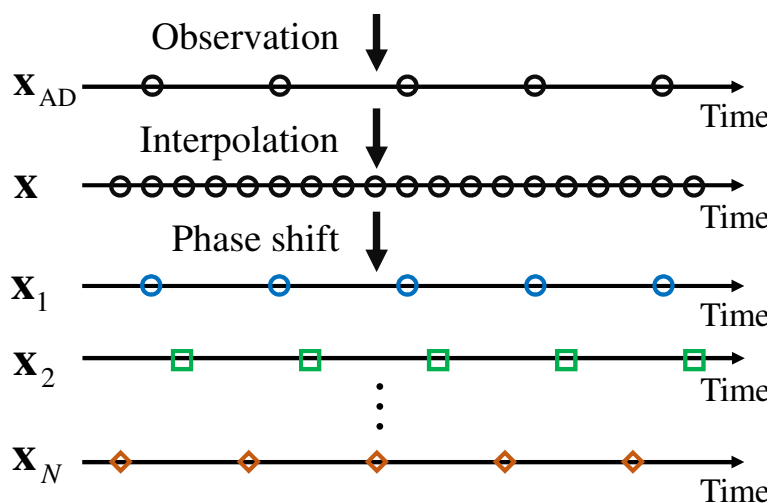 Observation
x_AD
Time
Interpolation
x
Time
Phase shift
x_1
Time
x_2
Time
x_N
Time